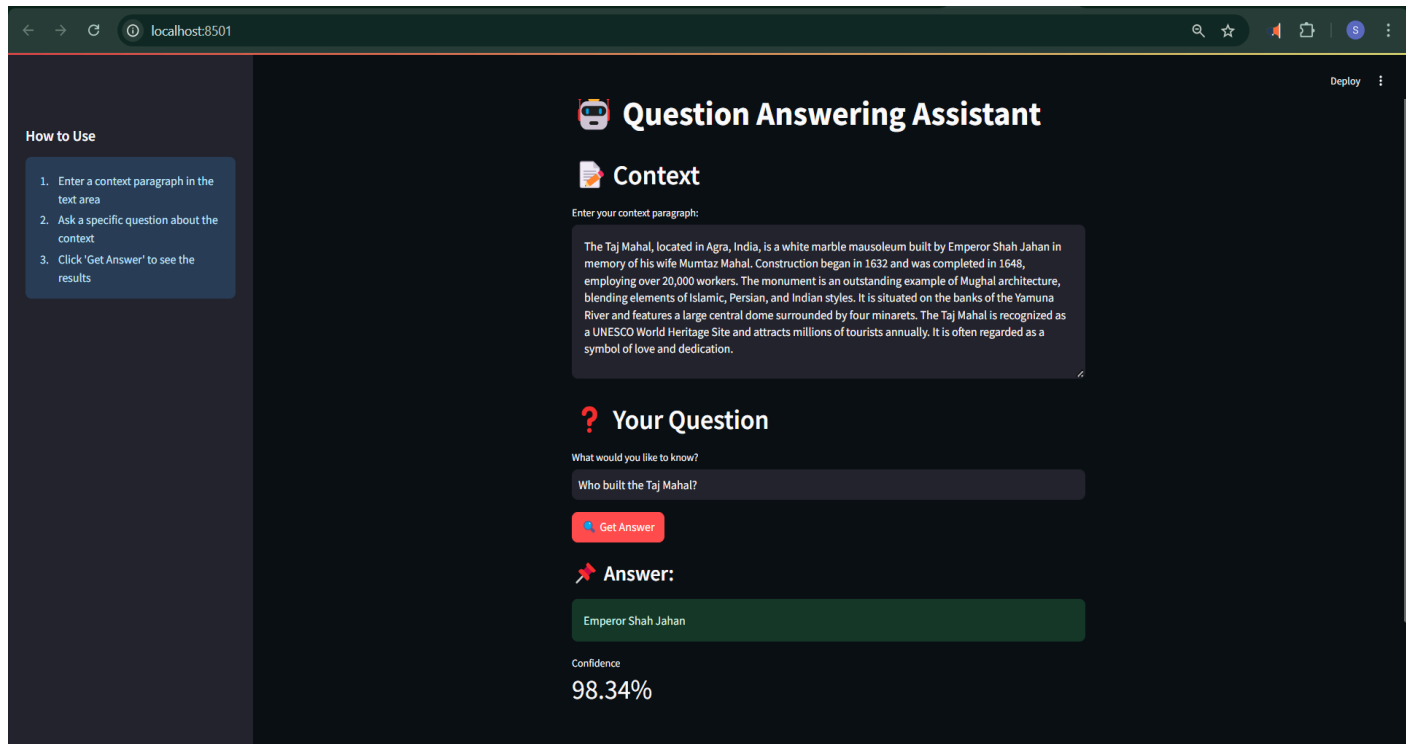 localhost:8501
S
Deploy
How to Use
1. Enter a context paragraph in the
text area
2. Ask a specific question about the
context
3. Click 'Get Answer' to see the
results
Question Answering Assistant
Context
Enter your context paragraph:
The Taj Mahal, located in Agra, India, is a white marble mausoleum built by Emperor Shah Jahan in
memory of his wife Mumtaz Mahal. Construction began in 1632 and was completed in 1648,
employing over 20,000 workers. The monument is an outstanding example of Mughal architecture,
blending elements of Islamic, Persian, and Indian styles. It is situated on the banks of the Yamuna
River and features a large central dome surrounded by four minarets. The Taj Mahal is recognized as
a UNESCO World Heritage Site and attracts millions of tourists annually. It is often regarded as a
symbol of love and dedication.
Your Question
What would you like to know?
Who built the Taj Mahal?
Get Answer
Answer:
Emperor Shah Jahan
Confidence
98.34%